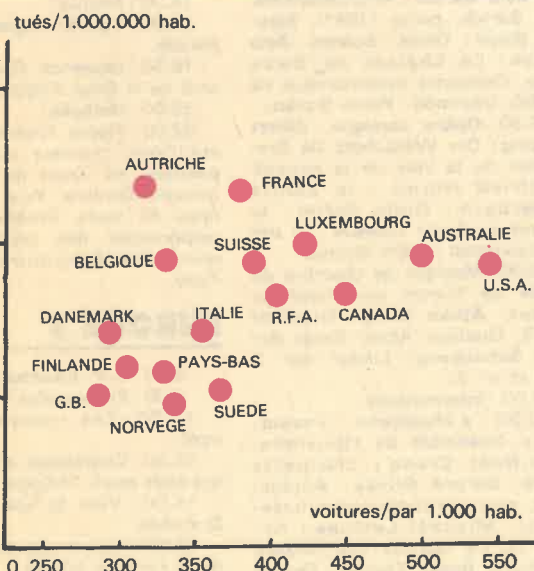 tués/1.000.000 hab.
AUTRICHE
FRANCE
LUXEMBOURG
AUSTRALIE
BELGIQUE
SUISSE
U.S.A.
R.F.A.
CANADA
DANEMARK
ITALIE
FINLANDE
PAYS-BAS
G.B.
NORVEGE
SUEDE
voitures/par 1.000 hab.
0 250 300 350 400 450 500 550